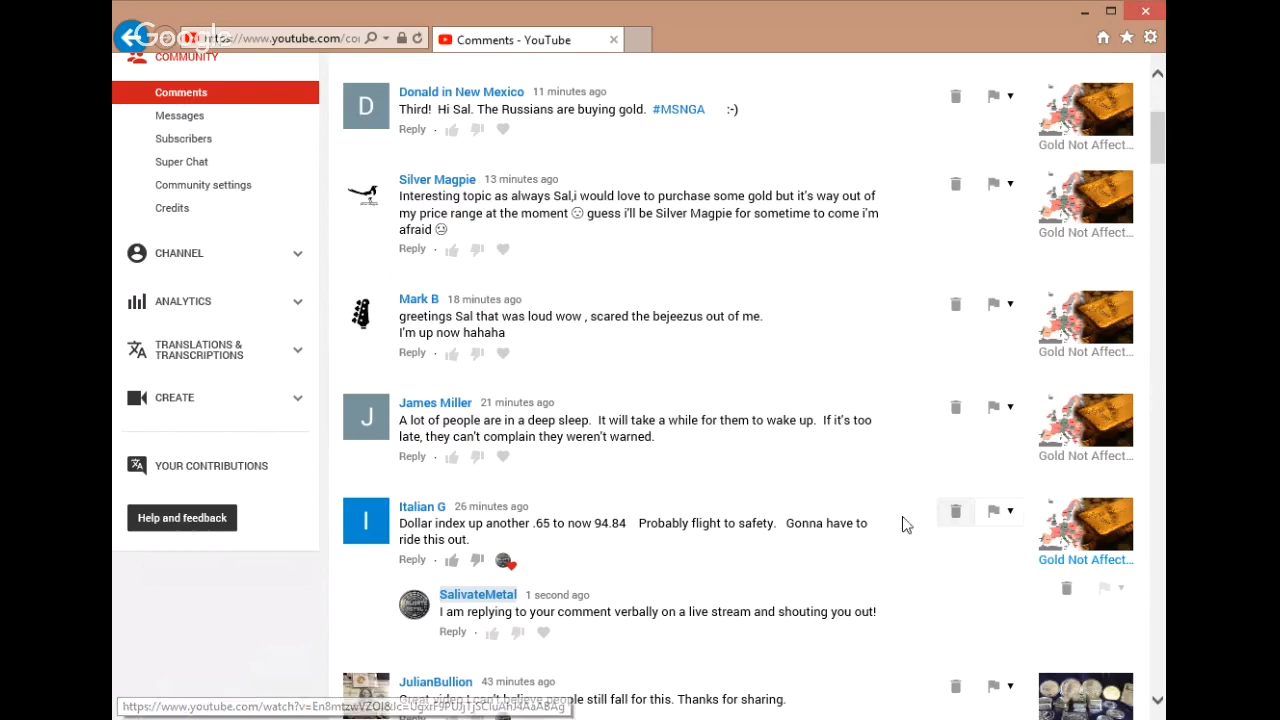 Google
https://www.youtube.com/cor
Comments - YouTube
COMMUNITY
Comments
Messages
Subscribers
Super Chat
Community settings
Credits
CHANNEL
ANALYTICS
TRANSLATIONS &
TRANSCRIPTIONS
CREATE
YOUR CONTRIBUTIONS
Help and feedback
D
Donald in New Mexico 11 minutes ago
Third! Hi Sal. The Russians are buying gold. #MSNGA :-)
Reply ·
Gold Not Affect...
Silver Magpie 13 minutes ago
Interesting topic as always Sal,i would love to purchase some gold but it's way out of
my price range at the moment ☹ guess i'll be Silver Magpie for sometime to come i'm
afraid 😐
Reply ·
Gold Not Affect...
Mark B 18 minutes ago
greetings Sal that was loud wow , scared the bejeezus out of me.
I'm up now hahaha
Reply ·
Gold Not Affect...
J
James Miller 21 minutes ago
A lot of people are in a deep sleep. It will take a while for them to wake up. If it's too
late, they can't complain they weren't warned.
Reply ·
Gold Not Affect...
I
Italian G 26 minutes ago
Dollar index up another .65 to now 94.84 Probably flight to safety. Gonna have to
ride this out.
Reply ·
Gold Not Affect...
SalivateMetal 1 second ago
I am replying to your comment verbally on a live stream and shouting you out!
Reply ·
JulianBullion 43 minutes ago
Great video I can't believe people still fall for this. Thanks for sharing.